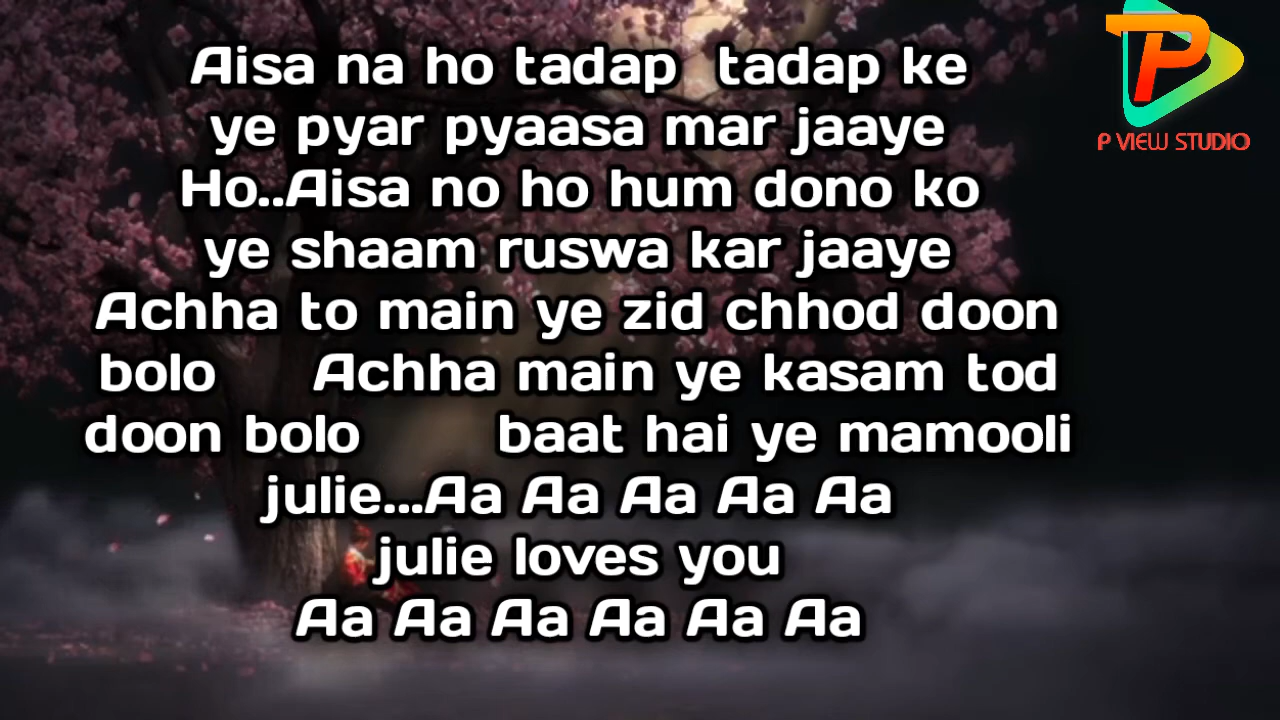 Aisa na ho tadap tadap ke
ye pyar pyaasa mar jaaye
Ho..Aisa no ho hum dono ko
ye shaam ruswa kar jaaye
Achha to main ye zid chhod doon
bolo Achha main ye kasam tod
doon bolo baat hai ye mamooli
julie...Aa Aa Aa Aa Aa
julie loves you
Aa Aa Aa Aa Aa Aa
P
P VIEW STUDIO